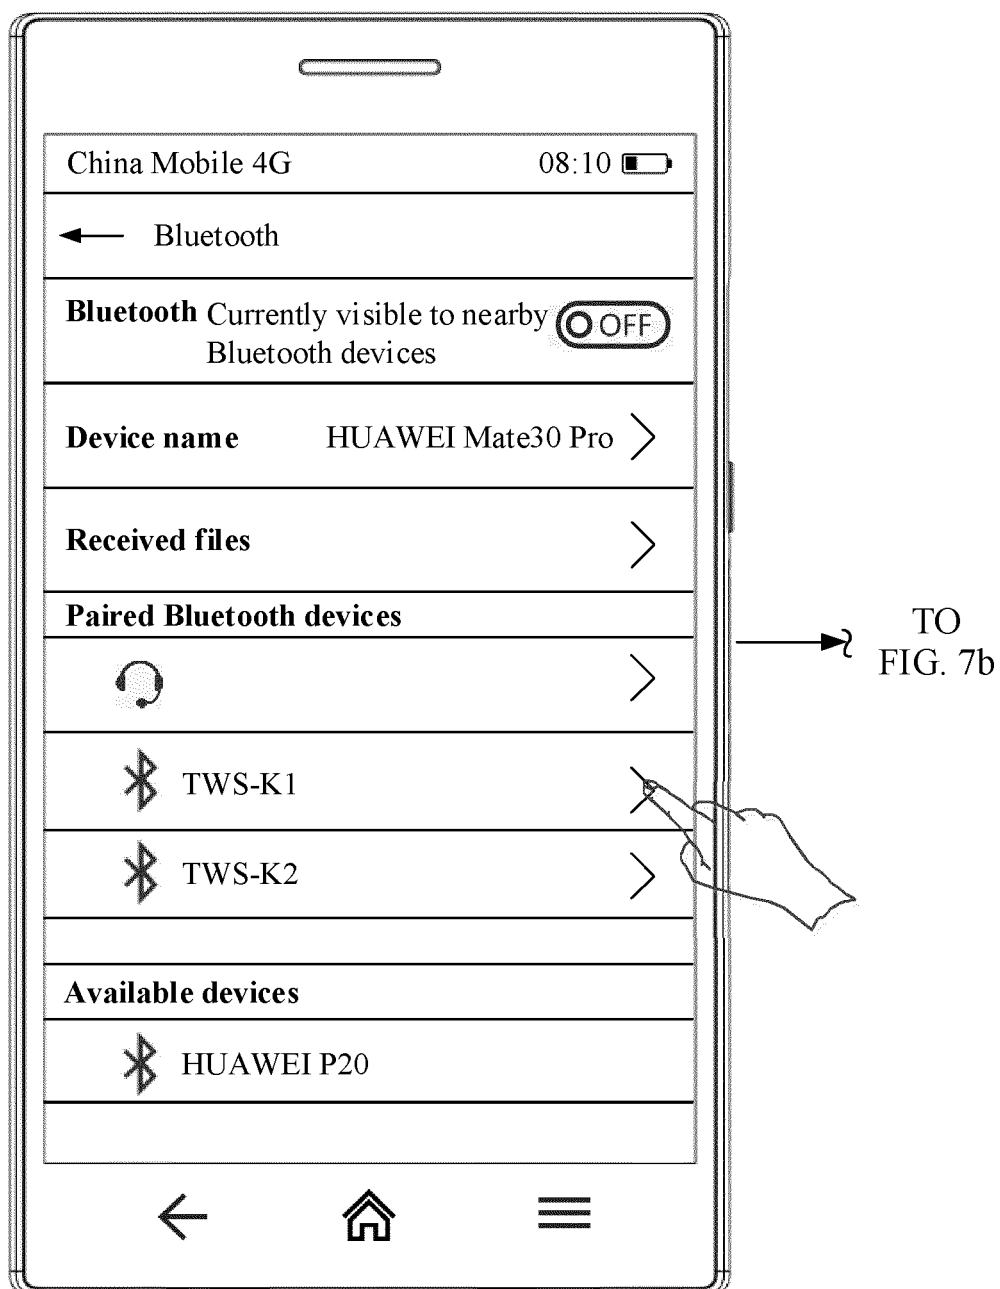 China Mobile 4G 08:10
Bluetooth
Bluetooth Currently visible to nearby OFF
Bluetooth devices
Device name HUAWEI Mate30 Pro
Received files
Paired Bluetooth devices
TWS-K1
TWS-K2
Available devices
HUAWEI P20
TO
FIG. 7b